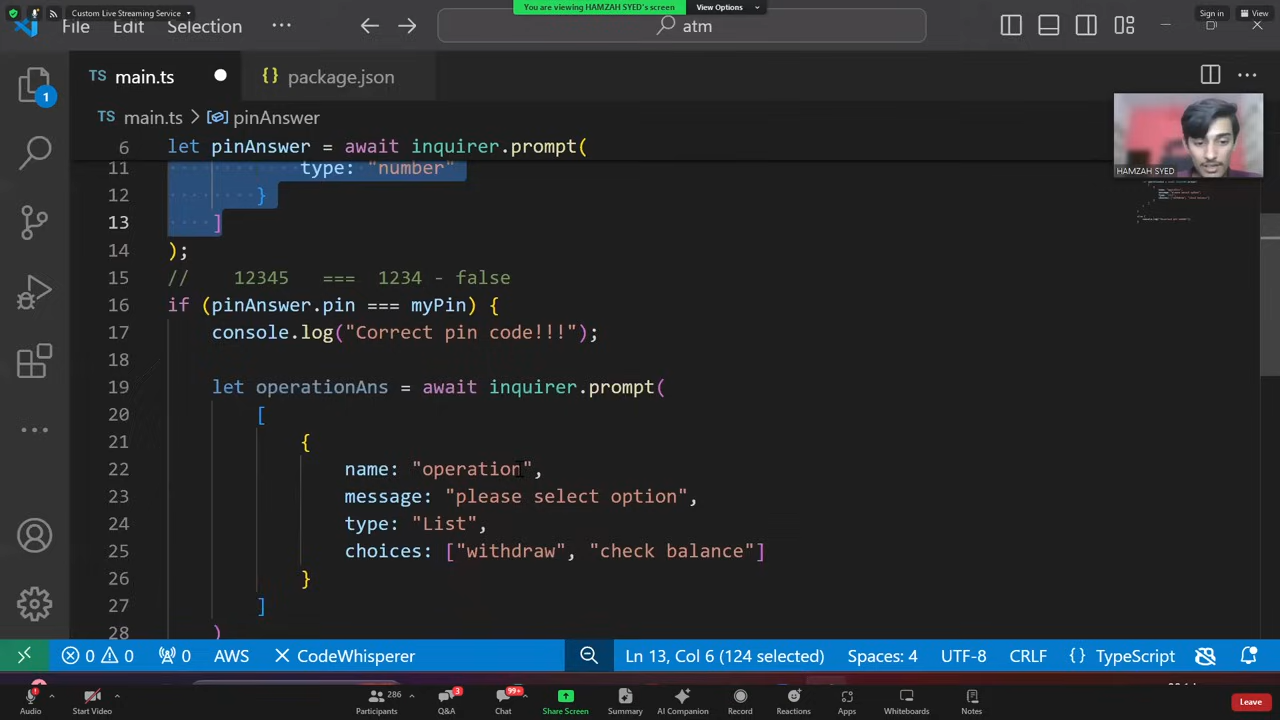 Custom Live Streaming Service
You are viewing HAMZAH SYED's screen
View Options
Sign in
View
File
Edit
Selection
atm
TS main.ts
{} package.json
TS main.ts > pinAnswer
HAMZAH SYED
6 let pinAnswer = await inquirer.prompt(
11 type: "number"
12 }
13 ]
14 );
15 // 12345 === 1234 - false
16 if (pinAnswer.pin === myPin) {
17 console.log("Correct pin code!!!");
18
19 let operationAns = await inquirer.prompt(
20 [
21 {
22 name: "operation",
23 message: "please select option",
24 type: "List",
25 choices: ["withdraw", "check balance"]
26 }
27 ]
28 )
1
0 0 0 AWS CodeWhisperer Ln 13, Col 6 (124 selected) Spaces: 4 UTF-8 CRLF {} TypeScript
Audio
Start Video
286
Participants
3
Q&A
99+
Chat
Share Screen
Summary
AI Companion
Record
Reactions
Apps
Whiteboards
Notes
Leave